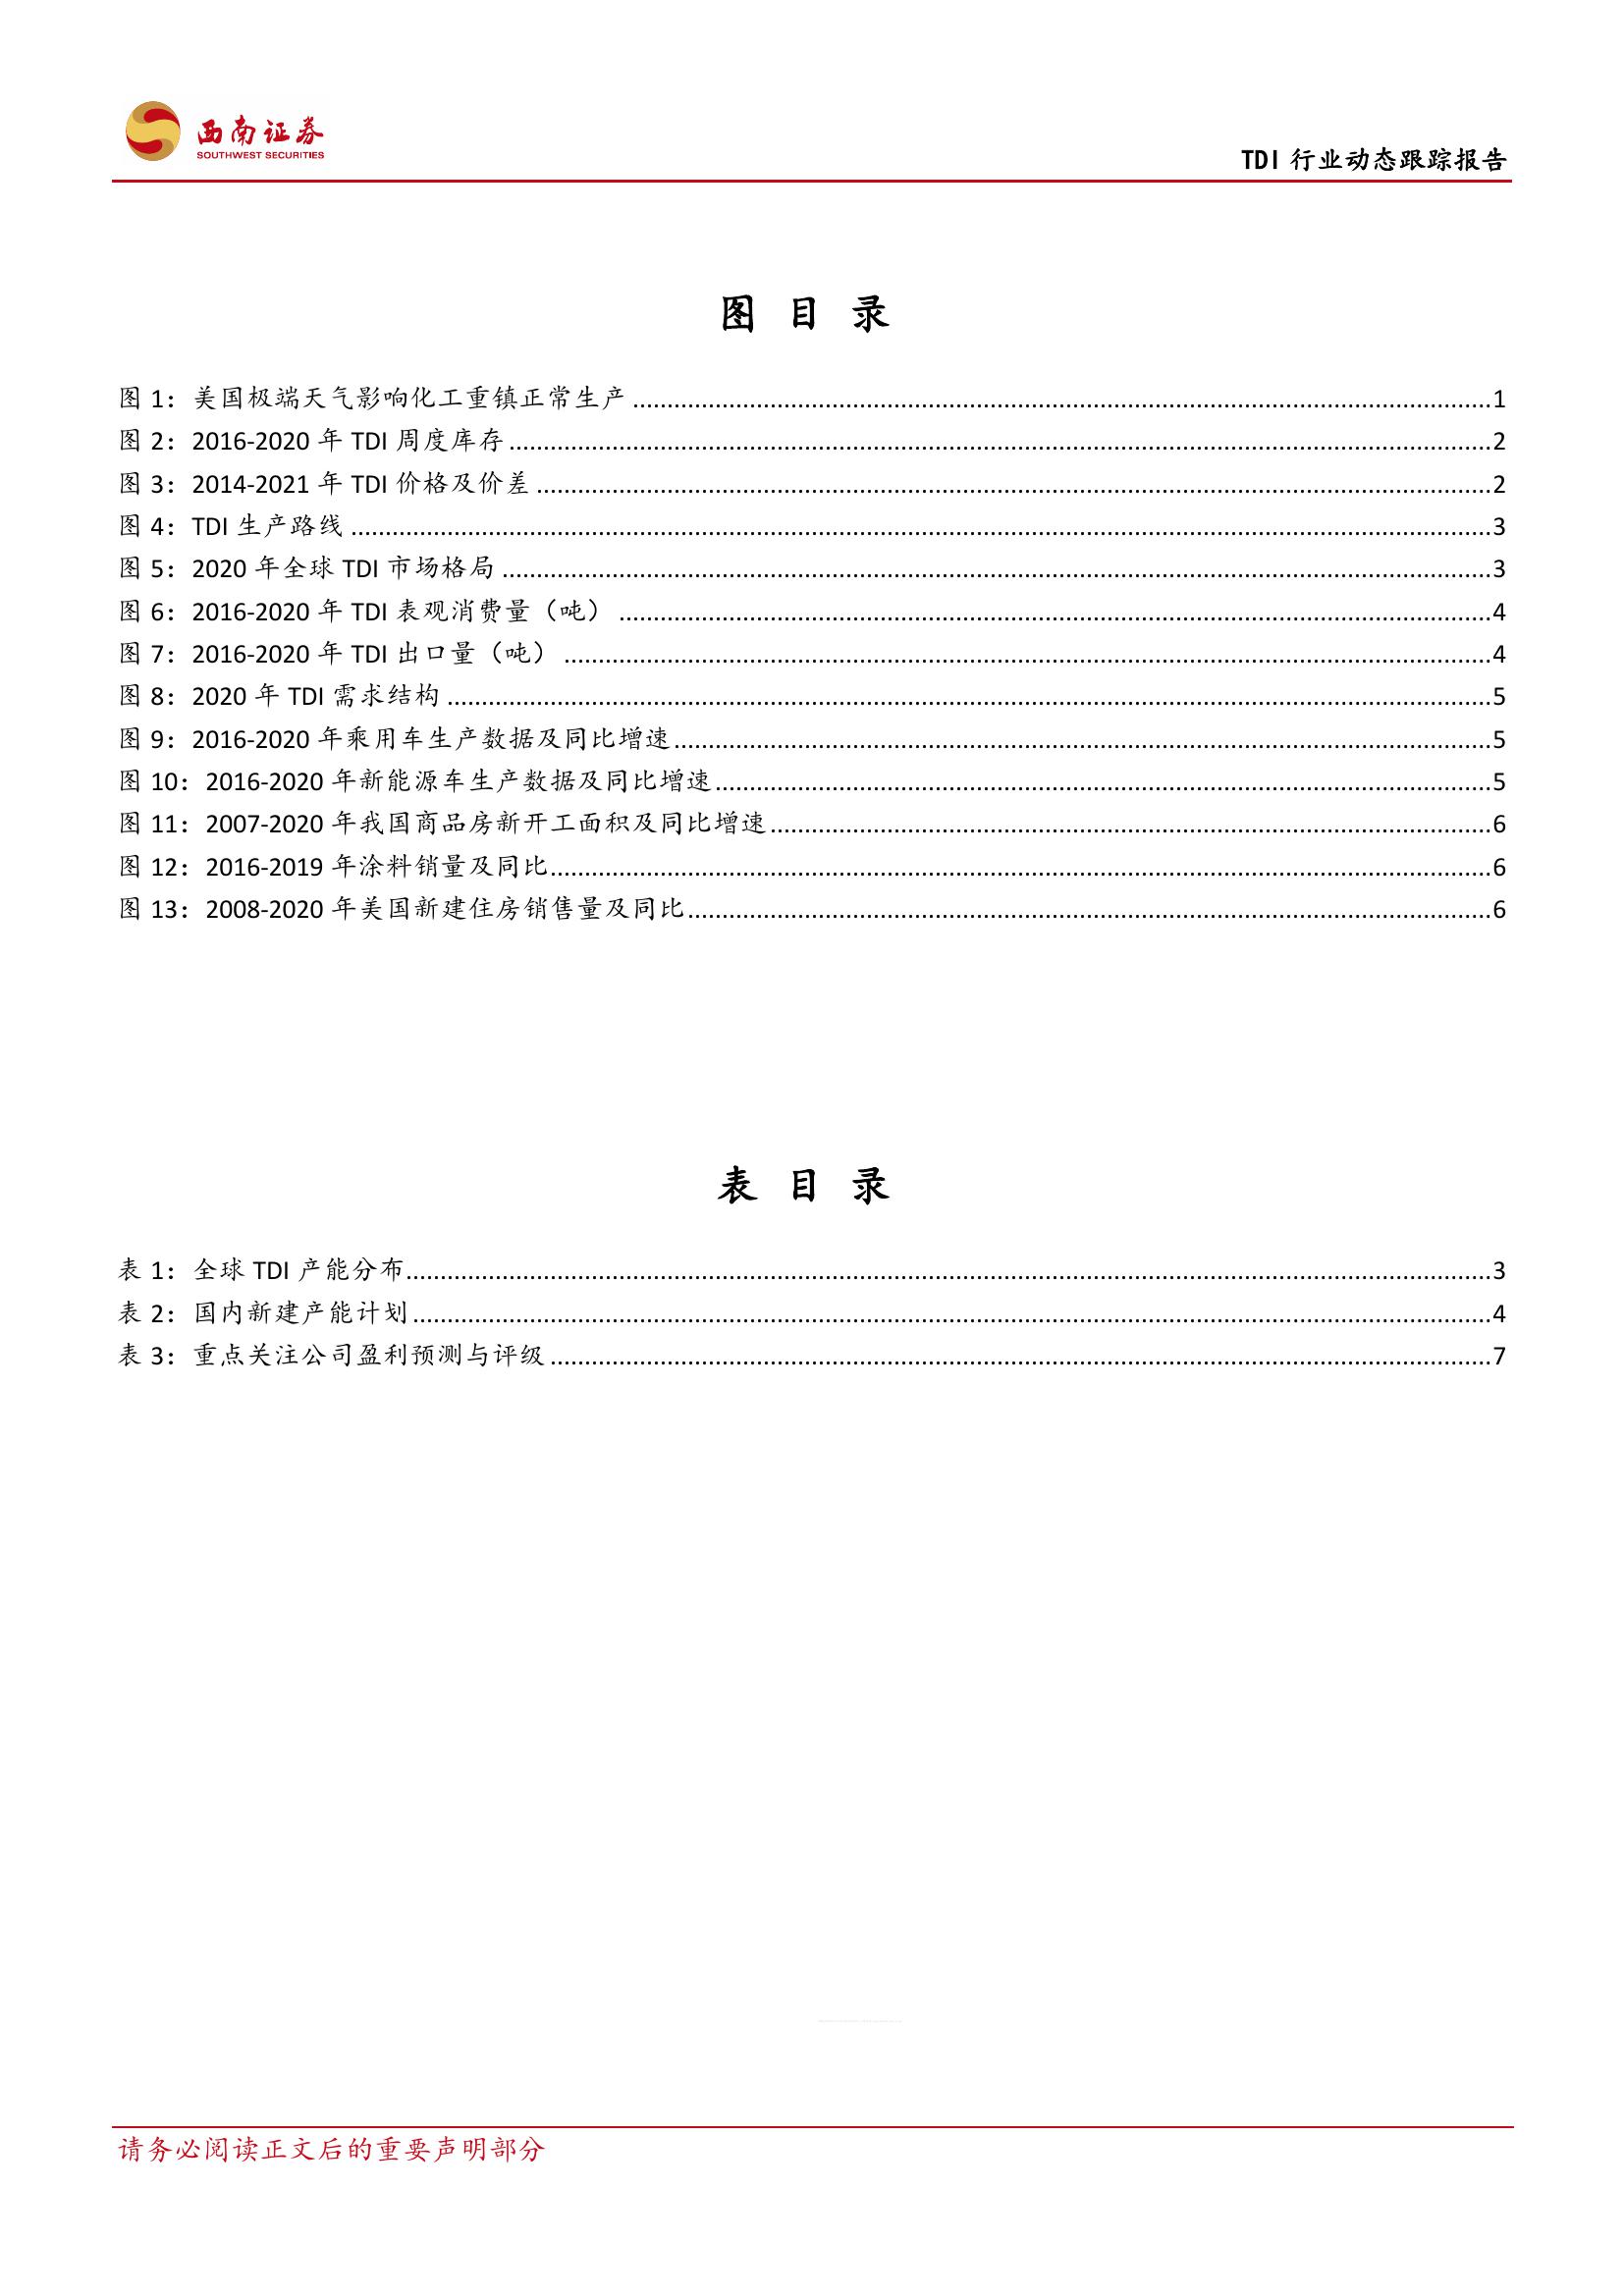 西南证券
SOUTHWEST SECURITIES
TDI 行业动态跟踪报告
图 目 录
图 1：美国极端天气影响化工重镇正常生产 ........ 1
图 2：2016-2020 年 TDI 周度库存 ........ 2
图 3：2014-2021 年 TDI 价格及价差 ........ 2
图 4：TDI 生产路线 ........ 3
图 5：2020 年全球 TDI 市场格局 ........ 3
图 6：2016-2020 年 TDI 表观消费量（吨） ........ 4
图 7：2016-2020 年 TDI 出口量（吨） ........ 4
图 8：2020 年 TDI 需求结构 ........ 5
图 9：2016-2020 年乘用车生产数据及同比增速 ........ 5
图 10：2016-2020 年新能源车生产数据及同比增速 ........ 5
图 11：2007-2020 年我国商品房新开工面积及同比增速 ........ 6
图 12：2016-2019 年涂料销量及同比 ........ 6
图 13：2008-2020 年美国新建住房销售量及同比 ........ 6
表 目 录
表 1：全球 TDI 产能分布 ........ 3
表 2：国内新建产能计划 ........ 4
表 3：重点关注公司盈利预测与评级 ........ 7
请务必阅读正文后的重要声明部分